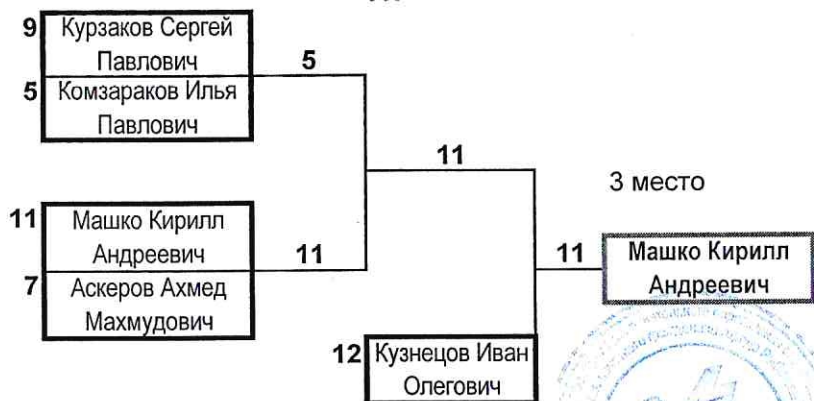 9 Курзаков Сергей
Павлович
5
5 Комзараков Илья
Павлович
11
3 место
11 Машко Кирилл
Андреевич
11
7 Аскеров Ахмед
Махмудович
11 Машко Кирилл
Андреевич
12 Кузнецов Иван
Олегович